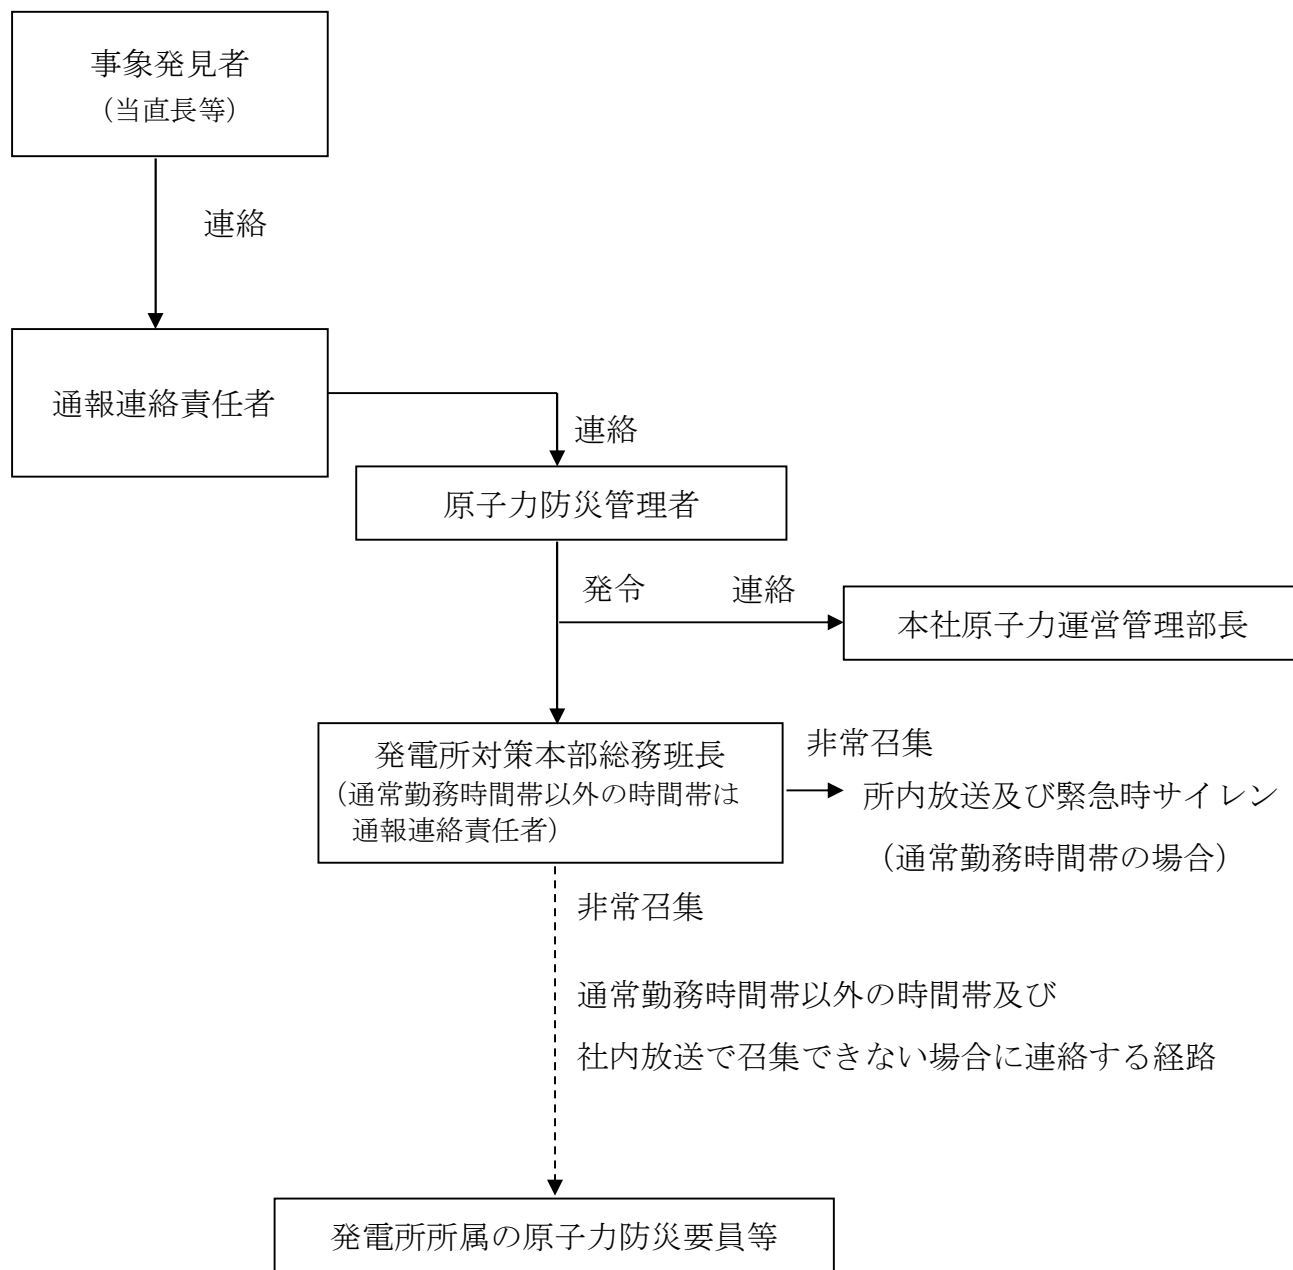 事象発見者
（当直長等）
連絡
通報連絡責任者
連絡
原子力防災管理者
発令
連絡
本社原子力運営管理部長
発電所対策本部総務班長
（通常勤務時間帯以外の時間帯は
通報連絡責任者）
非常召集
所内放送及び緊急時サイレン
（通常勤務時間帯の場合）
非常召集
通常勤務時間帯以外の時間帯及び
社内放送で召集できない場合に連絡する経路
発電所所属の原子力防災要員等